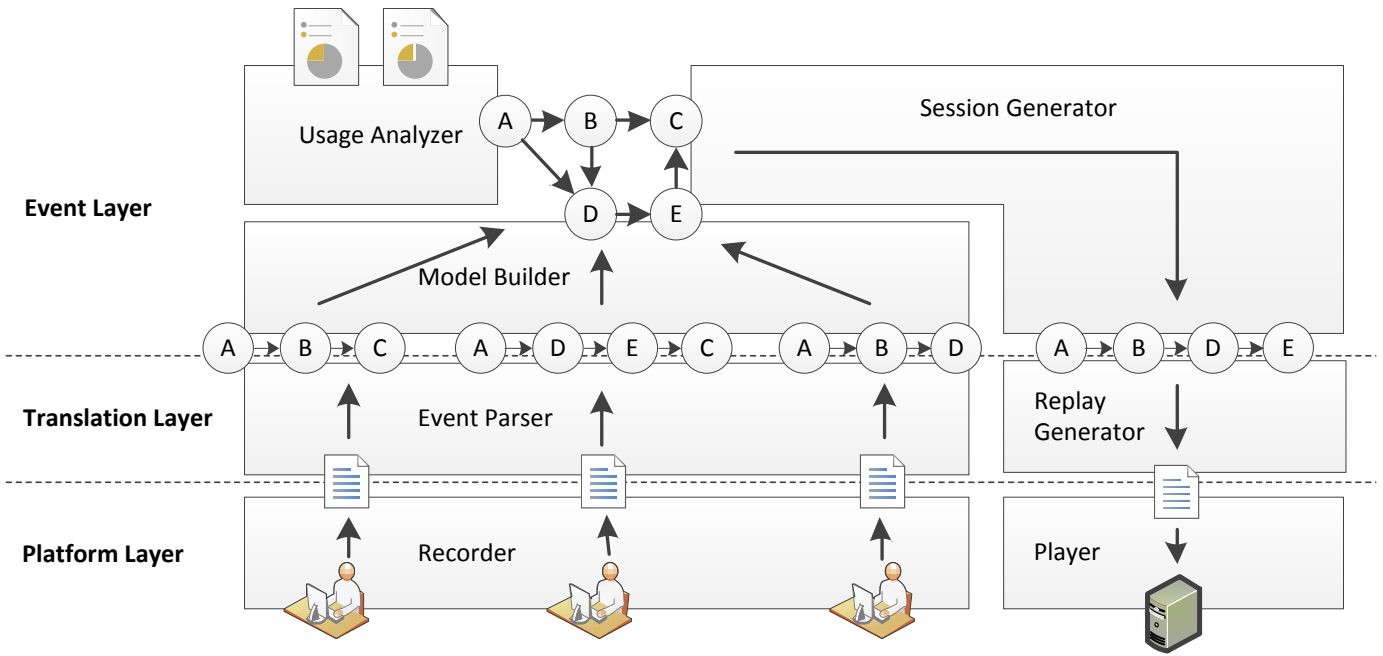 Usage Analyzer
A
B
C
Session Generator
D
E
Event Layer
Model Builder
A
B
C
A
D
E
C
A
B
D
A
B
D
E
Translation Layer
Event Parser
Replay
Generator
Platform Layer
Recorder
Player